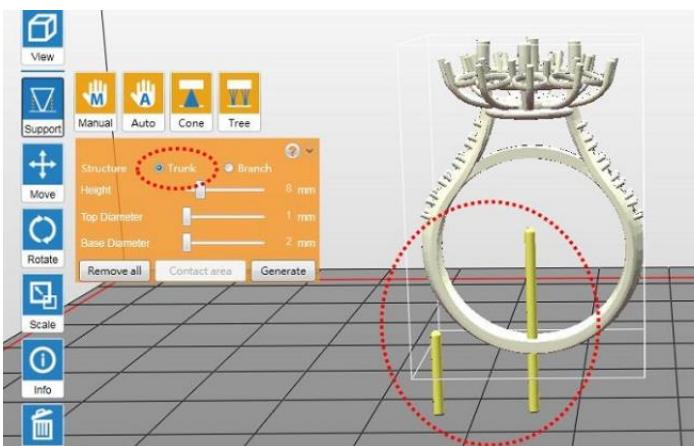 View
Support
M
A
Manual
Auto
Cone
Tree
Structure
Trunk
Branch
Height
8 mm
Top Diameter
1 mm
Base Diameter
2 mm
Remove all
Contact area
Generate
?
Move
Rotate
Scale
Info